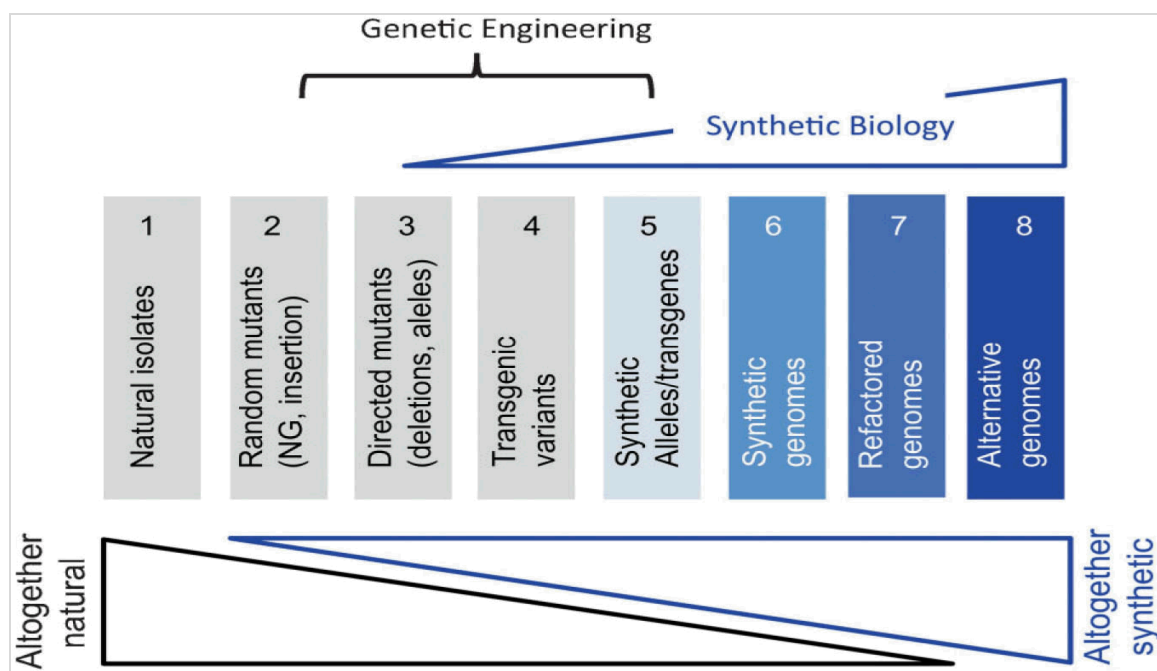 Genetic Engineering
Synthetic Biology
1
Natural isolates
2
Random mutants
(NG, insertion)
3
Directed mutants
(deletions, aleles)
4
Transgenic
variants
5
Synthetic
Alleles/transgenes
6
Synthetic
genomes
7
Refactored
genomes
8
Alternative
genomes
Altogether
natural
Altogether
synthetic